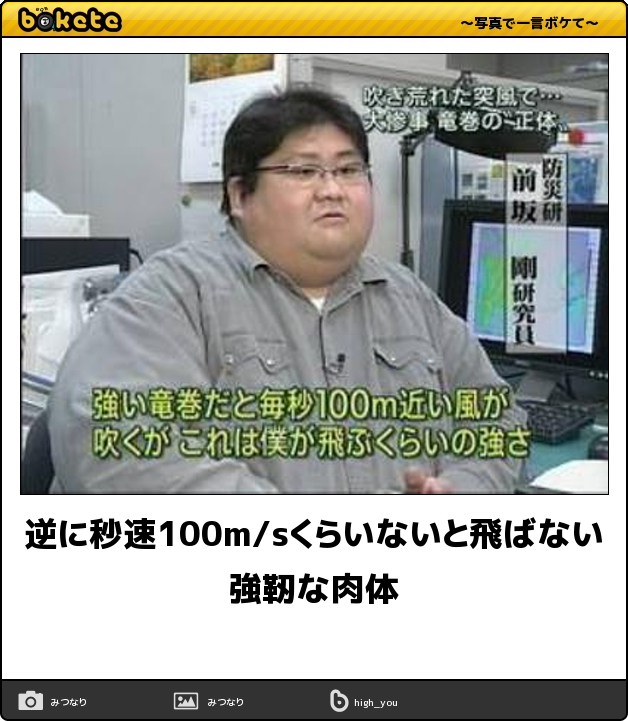 bokete
～写真で一言ボケて～
吹き荒れた突風で…
大惨事 竜巻の〝正体〟
防災研
前坂 剛研究員
強い竜巻だと毎秒100m近い風が
吹くが これは僕が飛ぶくらいの強さ
逆に秒速100m/sくらいないと飛ばない
強靭な肉体
みつなり
みつなり
high_you